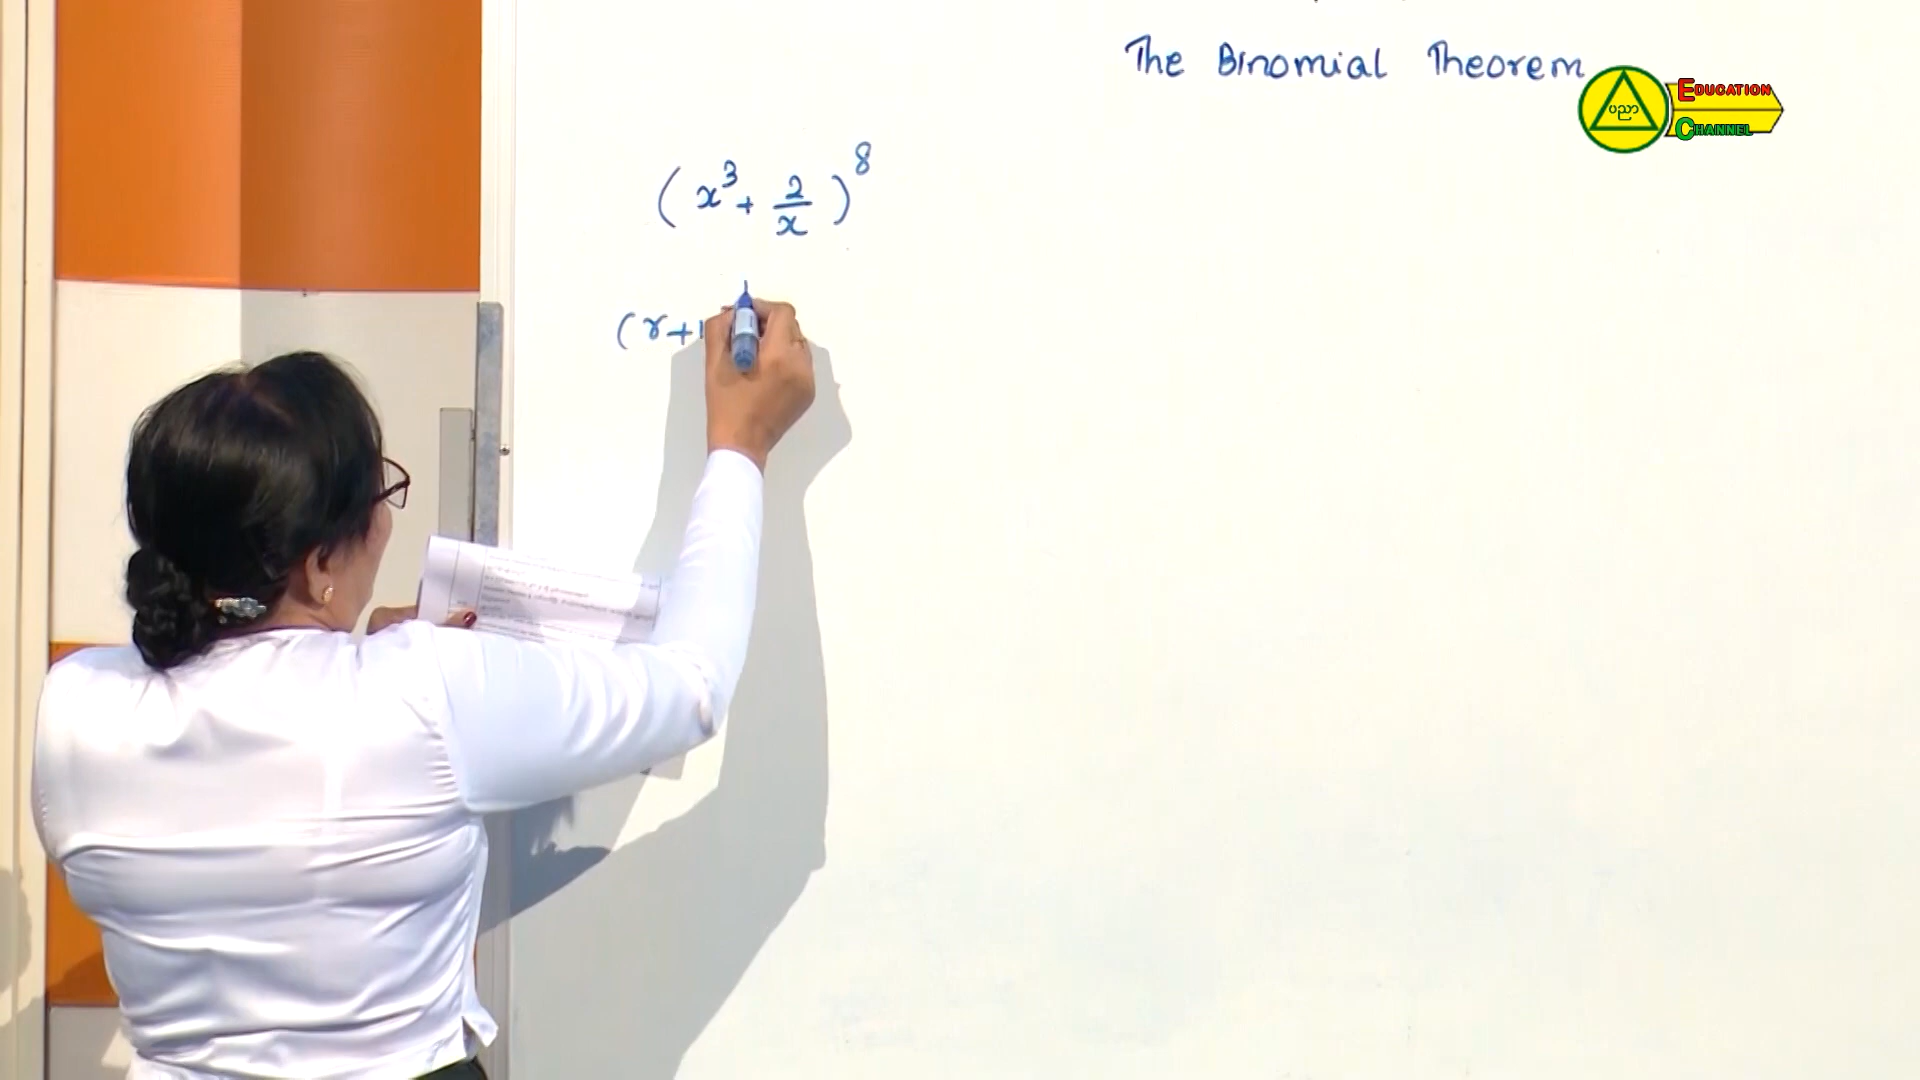 The Binomial Theorem
ပညာ
EDUCATION
CHANNEL
(x³ + 2/x)⁸
(r+1